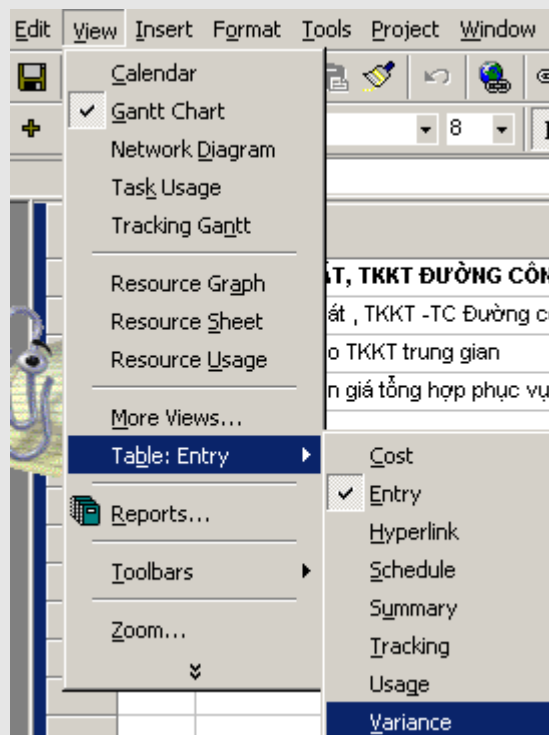 Edit View Insert Format Tools Project Window
8
Calendar
Gantt Chart
Network Diagram
Task Usage
Tracking Gantt
Resource Graph
Resource Sheet
Resource Usage
More Views...
Table: Entry
Reports...
Toolbars
Zoom...
ÁT, TKKT ĐƯỜNG CÔN
át , TKKT -TC Đường c
o TKKT trung gian
n giá tổng hợp phục vụ
Cost
Entry
Hyperlink
Schedule
Summary
Tracking
Usage
Variance